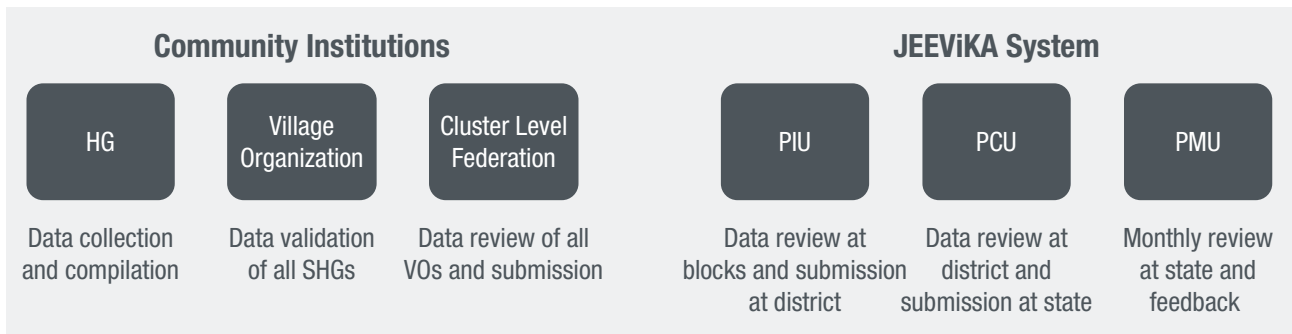 Community Institutions
JEEViKA System
HG
Village
Organization
Cluster Level
Federation
PIU
PCU
PMU
Data collection
and compilation
Data validation
of all SHGs
Data review of all
VOs and submission
Data review at
blocks and submission
at district
Data review at
district and
submission at state
Monthly review
at state and
feedback